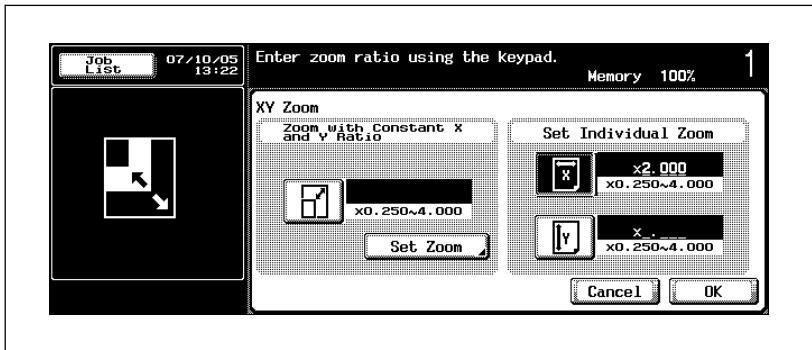 Job
List
07/10/05
13:22
Enter zoom ratio using the keypad.
Memory 100%
1
XY Zoom
Zoom with Constant X
and Y Ratio
x0.250~4.000
Set Zoom
Set Individual Zoom
X
x2.000
x0.250~4.000
Y
x_.___
x0.250~4.000
Cancel
OK